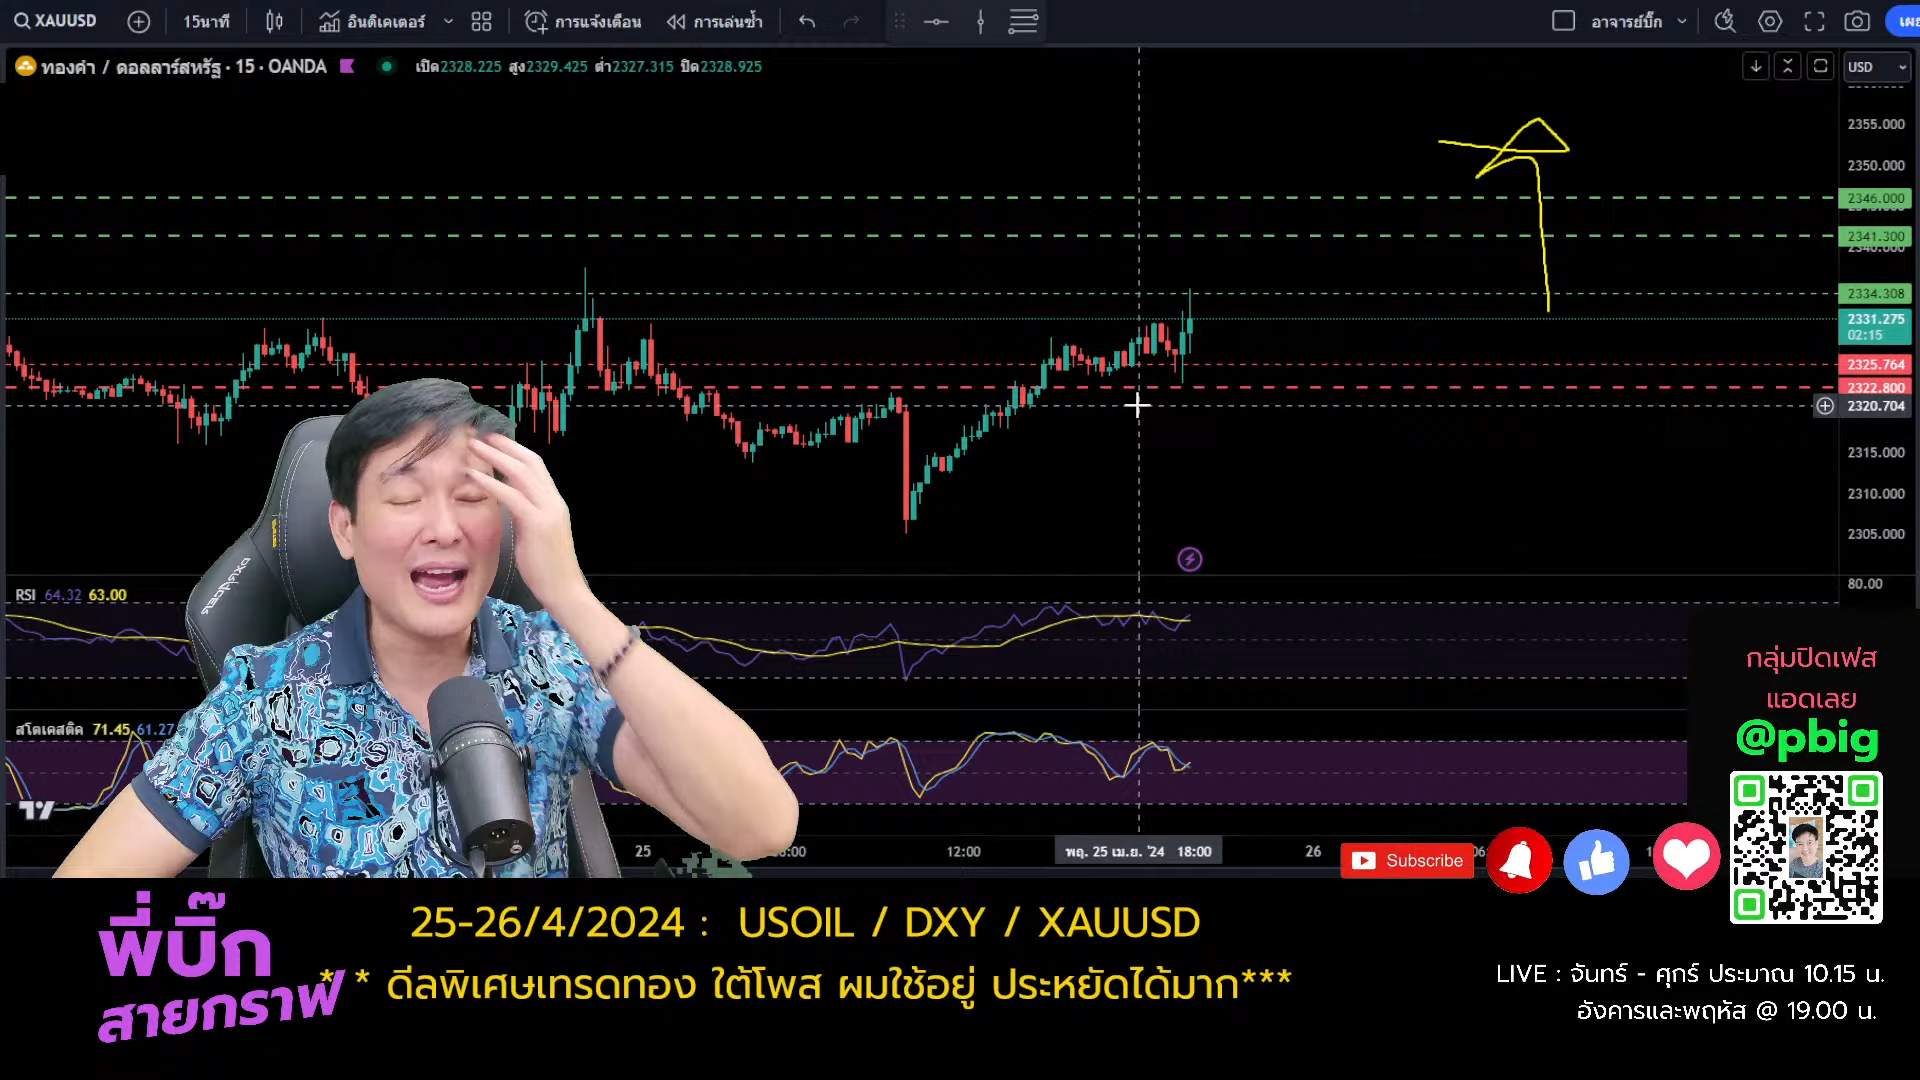 XAUUSD 15นาที อินดิเคเตอร์ การแจ้งเตือน การเล่นซ้ำ อาจารย์บิ๊ก
ทองคำ / ดอลลาร์สหรัฐ · 15 · OANDA เปิด2328.225 สูง2329.425 ต่ำ2327.315 ปิด2328.925 USD
2355.000
2350.000
2346.000
2341.300
2340.000
2334.308
2331.275
02:15
2325.764
2322.800
2320.704
2315.000
2310.000
2305.000
80.00
RSI 64.32 63.00
สโตแคสติค 71.45 61.27
25
12:00
พฤ. 25 เม.ย. '24 18:00
26
DXRACER
กลุ่มปิดเฟส
แอดเลย
@pbig
Subscribe
พี่บิ๊ก
สายกราฟ
25-26/4/2024 : USOIL / DXY / XAUUSD
* * ดีลพิเศษเทรดทอง ใต้โพส ผมใช้อยู่ ประหยัดได้มาก***
LIVE : จันทร์ - ศุกร์ ประมาณ 10.15 น.
อังคารและพฤหัส @ 19.00 น.